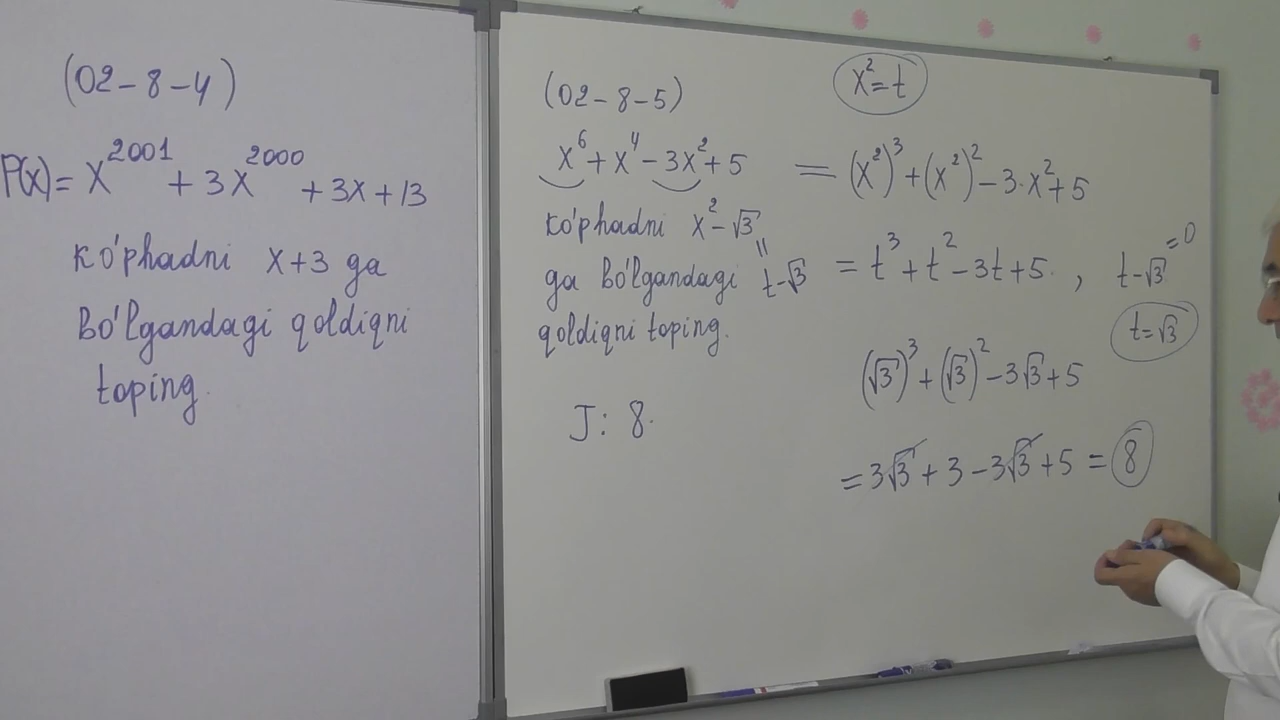 (02-8-4)
P(x) = x^2001 + 3x^2000 + 3x + 13
ko'phadni x+3 ga
bo'lgandagi qoldiqni
toping.
(02-8-5)
x^6 + x^4 - 3x^2 + 5
ko'phadni x^2 - √3
ga bo'lgandagi t-√3
qoldiqni toping.
J: 8.
x^2 = t
= (x^2)^3 + (x^2)^2 - 3·x^2 + 5
= t^3 + t^2 - 3t + 5 , t-√3 = 0
t = √3
(√3)^3 + (√3)^2 - 3√3 + 5
= 3√3 + 3 - 3√3 + 5 = 8